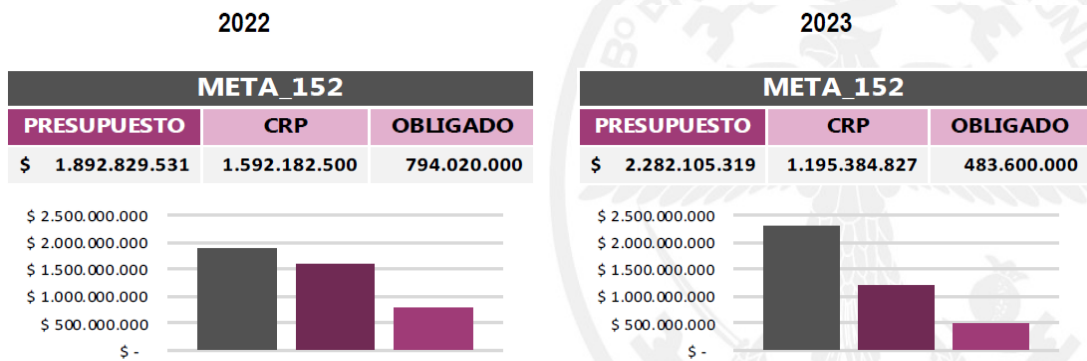 2022
META_152
PRESUPUESTO CRP OBLIGADO
$ 1.892.829.531 1.592.182.500 794.020.000
$ 2.500.000.000
$ 2.000.000.000
$ 1.500.000.000
$ 1.000.000.000
$ 500.000.000
$ -
2023
META_152
PRESUPUESTO CRP OBLIGADO
$ 2.282.105.319 1.195.384.827 483.600.000
$ 2.500.000.000
$ 2.000.000.000
$ 1.500.000.000
$ 1.000.000.000
$ 500.000.000
$ -